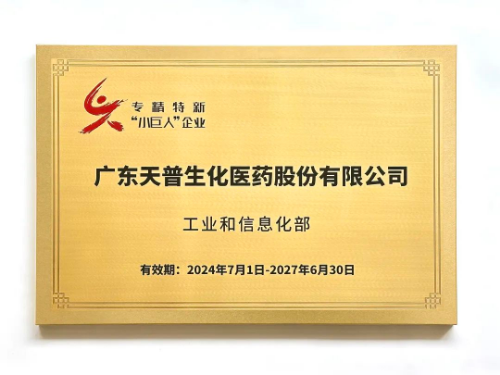 专精特新
“小巨人”企业
广东天普生化医药股份有限公司
工业和信息化部
有效期：2024年7月1日-2027年6月30日